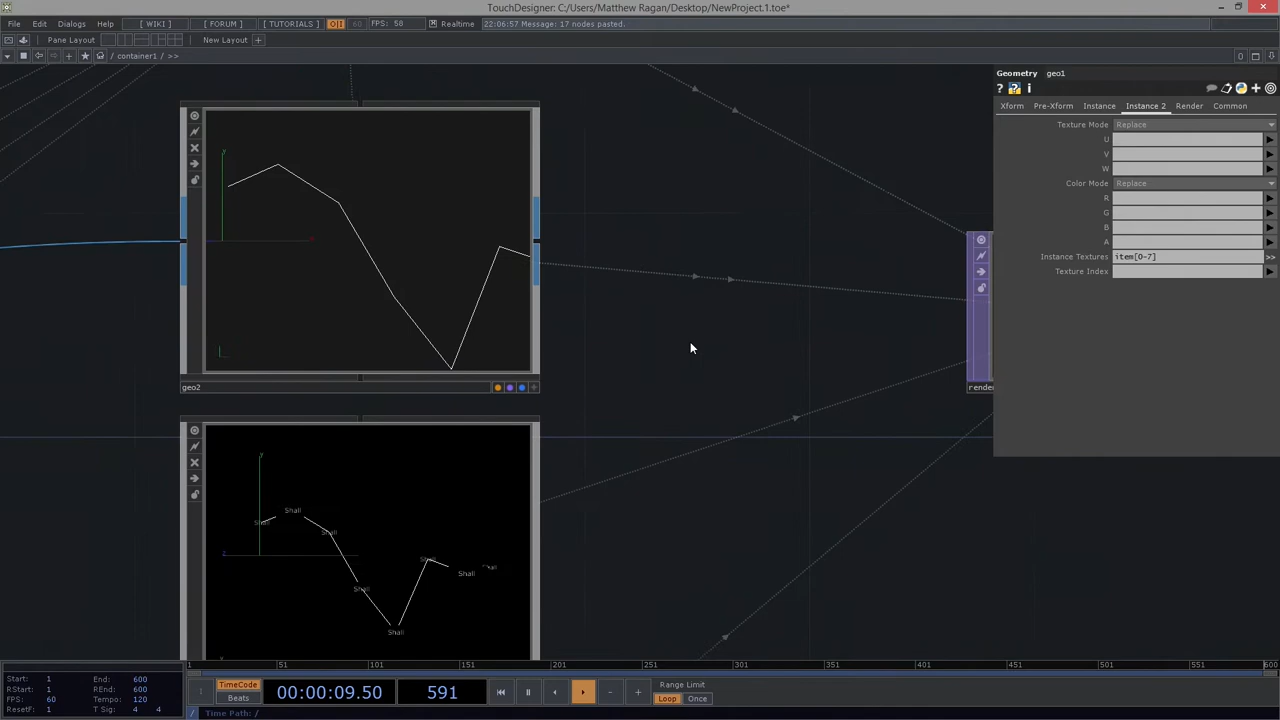 TouchDesigner: C:/Users/Matthew Ragan/Desktop/NewProject.1.toe*
File Edit Dialogs Help [ WIKI ] [ FORUM ] [ TUTORIALS ] O|I 60 FPS: 58 Realtime 22:06:57 Message: 17 nodes pasted.
Pane Layout New Layout +
/ container1 / >> 0
Geometry geo1
? ? i
Xform Pre-Xform Instance Instance 2 Render Common
Texture Mode Replace
U
V
W
Color Mode Replace
R
G
B
A
Instance Textures item[0-7] >>
Texture Index
y
x
geo2
render
y
Shall
Shall
Shall
Shall
Shall
Shall
Shall
z
Shall
1 51 101 151 201 251 301 351 401 451 501 551 600
Start: 1 End: 600
RStart: 1 REnd: 600
FPS: 60 Tempo: 120
ResetF: 1 T Sig: 4 4
TimeCode
Beats
00:00:09.50 591
Range Limit
Loop Once
/ Time Path: /